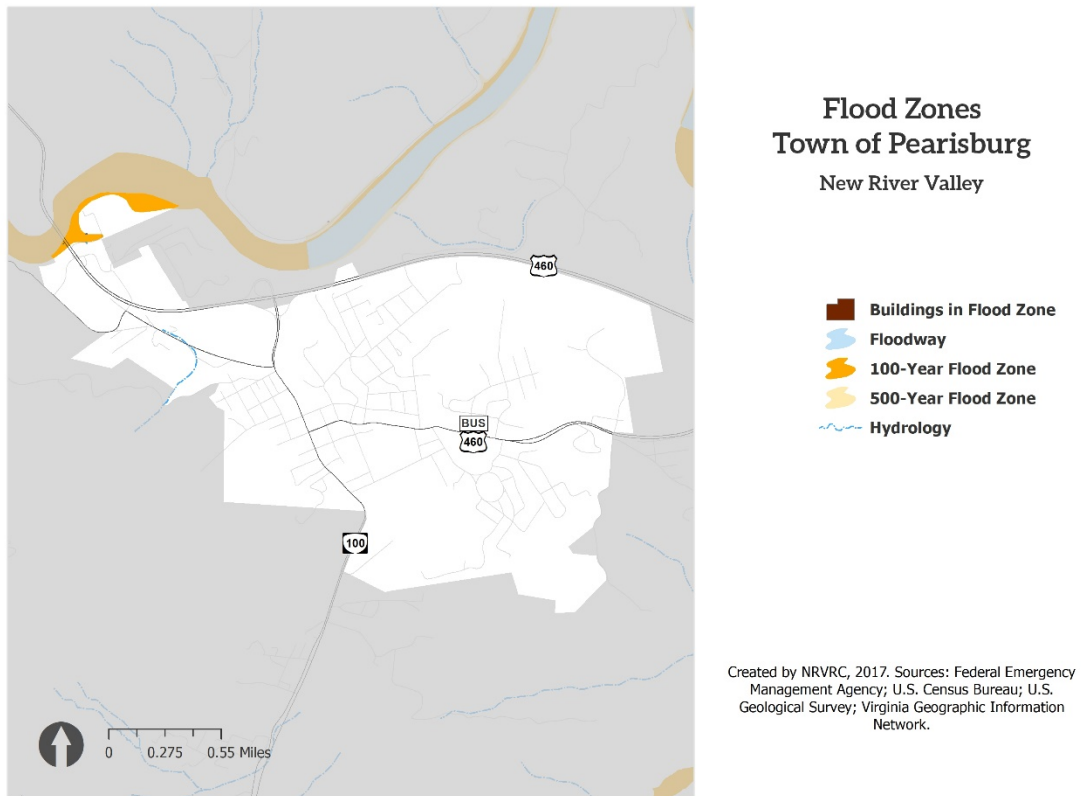 Flood Zones
Town of Pearisburg
New River Valley
460
Buildings in Flood Zone
Floodway
100-Year Flood Zone
500-Year Flood Zone
Hydrology
BUS
460
100
Created by NRVRC, 2017. Sources: Federal Emergency
Management Agency; U.S. Census Bureau; U.S.
Geological Survey; Virginia Geographic Information
Network.
0 0.275 0.55 Miles